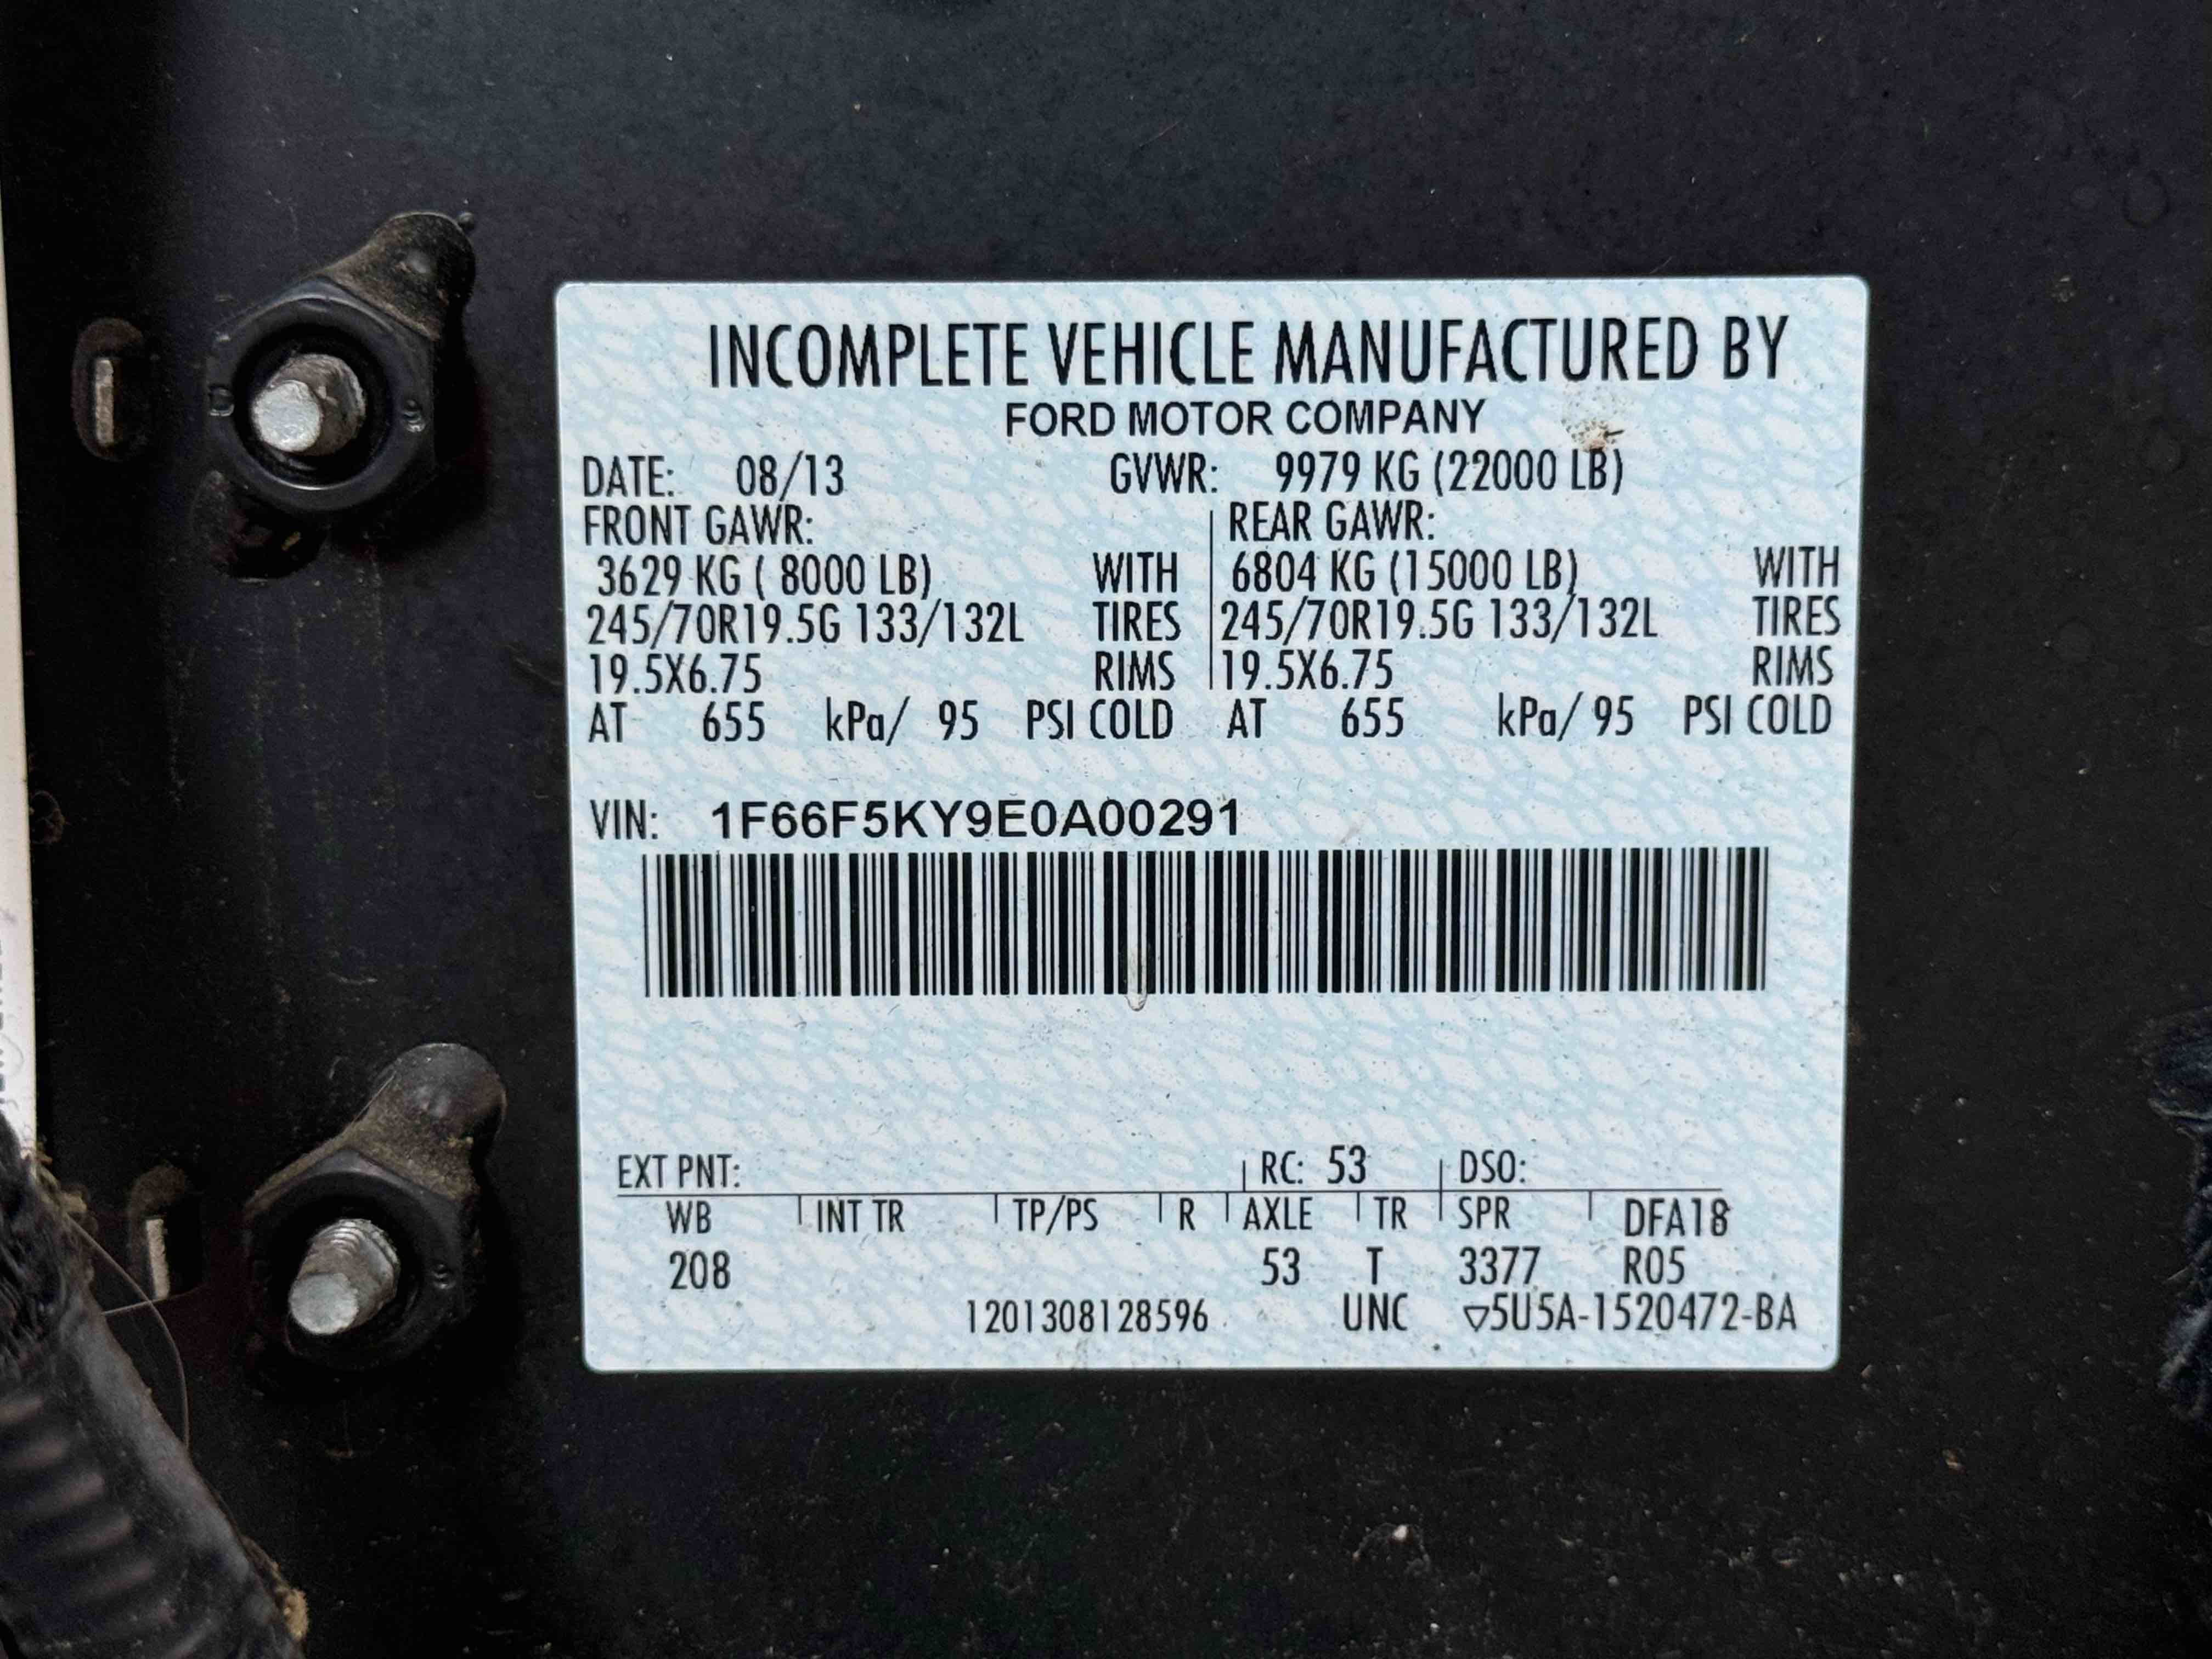 INCOMPLETE VEHICLE MANUFACTURED BY
FORD MOTOR COMPANY
DATE: 08/13 GVWR: 9979 KG (22000 LB)
FRONT GAWR: REAR GAWR:
3629 KG ( 8000 LB) WITH 6804 KG (15000 LB) WITH
245/70R19.5G 133/132L TIRES 245/70R19.5G 133/132L TIRES
19.5X6.75 RIMS 19.5X6.75 RIMS
AT 655 kPa/ 95 PSI COLD AT 655 kPa/ 95 PSI COLD
VIN: 1F66F5KY9E0A00291
EXT PNT: RC: 53 DSO:
WB INT TR TP/PS R AXLE TR SPR DFA18
208 53 T 3377 R05
1201308128596 UNC ▽5U5A-1520472-BA